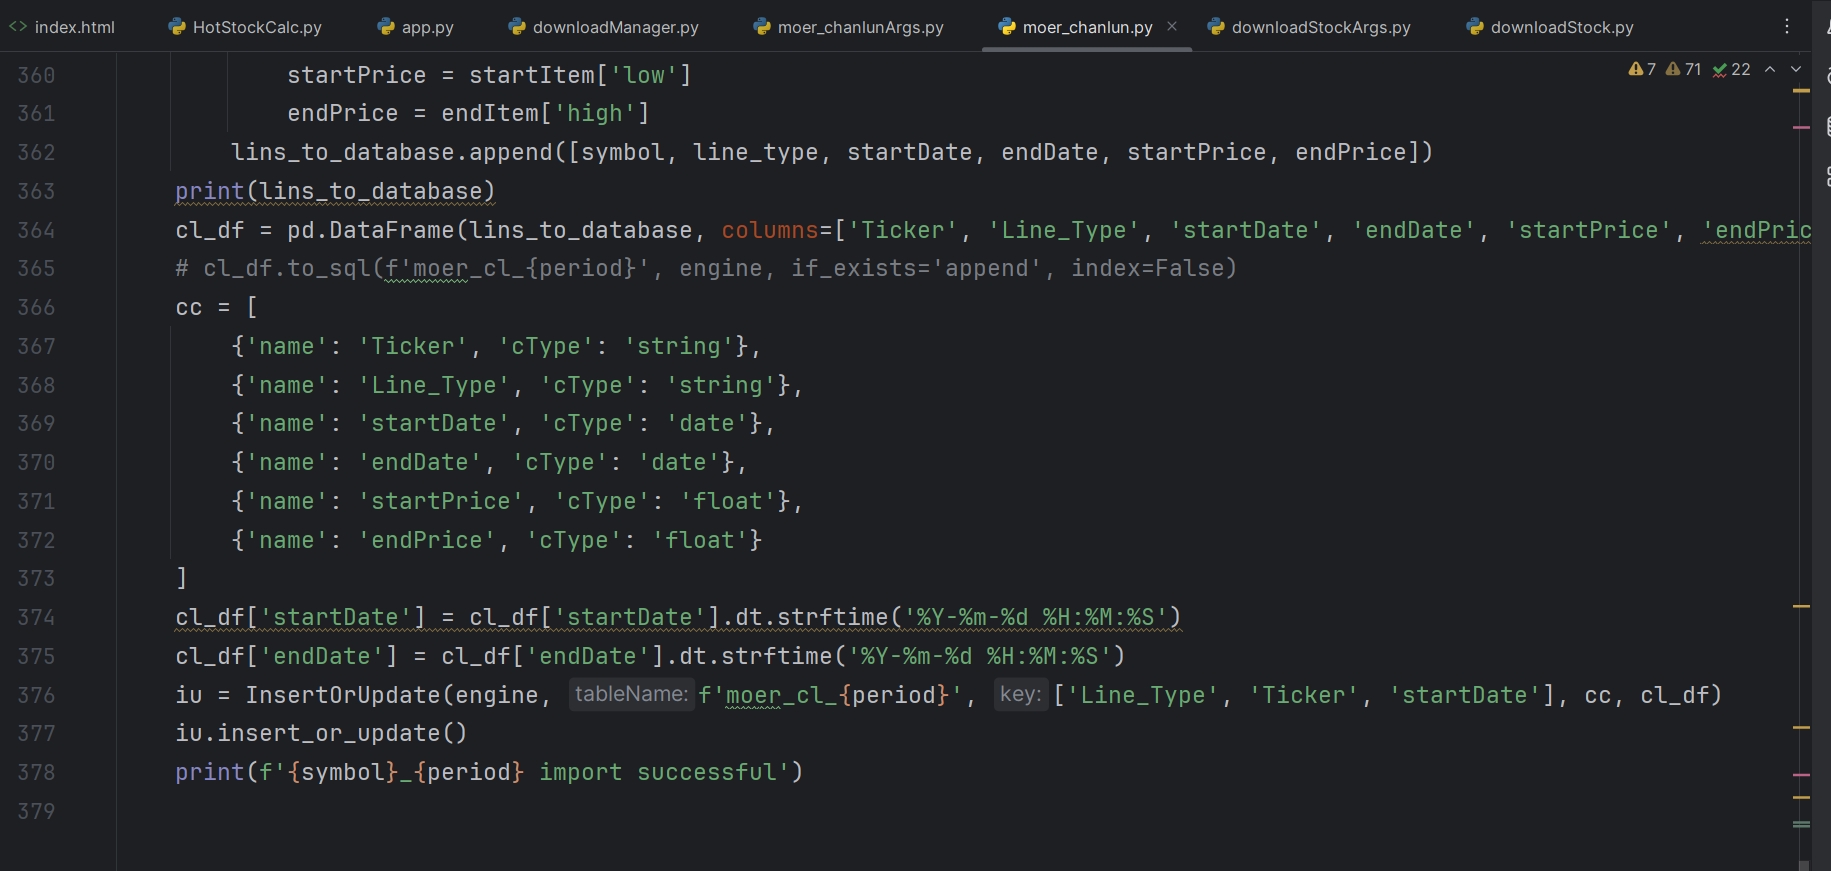 index.html HotStockCalc.py app.py downloadManager.py moer_chanlunArgs.py moer_chanlun.py downloadStockArgs.py downloadStock.py
7 71 22
360 startPrice = startItem['low']
361 endPrice = endItem['high']
362 lins_to_database.append([symbol, line_type, startDate, endDate, startPrice, endPrice])
363 print(lins_to_database)
364 cl_df = pd.DataFrame(lins_to_database, columns=['Ticker', 'Line_Type', 'startDate', 'endDate', 'startPrice', 'endPric
365 # cl_df.to_sql(f'moer_cl_{period}', engine, if_exists='append', index=False)
366 cc = [
367 {'name': 'Ticker', 'cType': 'string'},
368 {'name': 'Line_Type', 'cType': 'string'},
369 {'name': 'startDate', 'cType': 'date'},
370 {'name': 'endDate', 'cType': 'date'},
371 {'name': 'startPrice', 'cType': 'float'},
372 {'name': 'endPrice', 'cType': 'float'}
373 ]
374 cl_df['startDate'] = cl_df['startDate'].dt.strftime('%Y-%m-%d %H:%M:%S')
375 cl_df['endDate'] = cl_df['endDate'].dt.strftime('%Y-%m-%d %H:%M:%S')
376 iu = InsertOrUpdate(engine, tableName: f'moer_cl_{period}', key: ['Line_Type', 'Ticker', 'startDate'], cc, cl_df)
377 iu.insert_or_update()
378 print(f'{symbol}_{period} import successful')
379